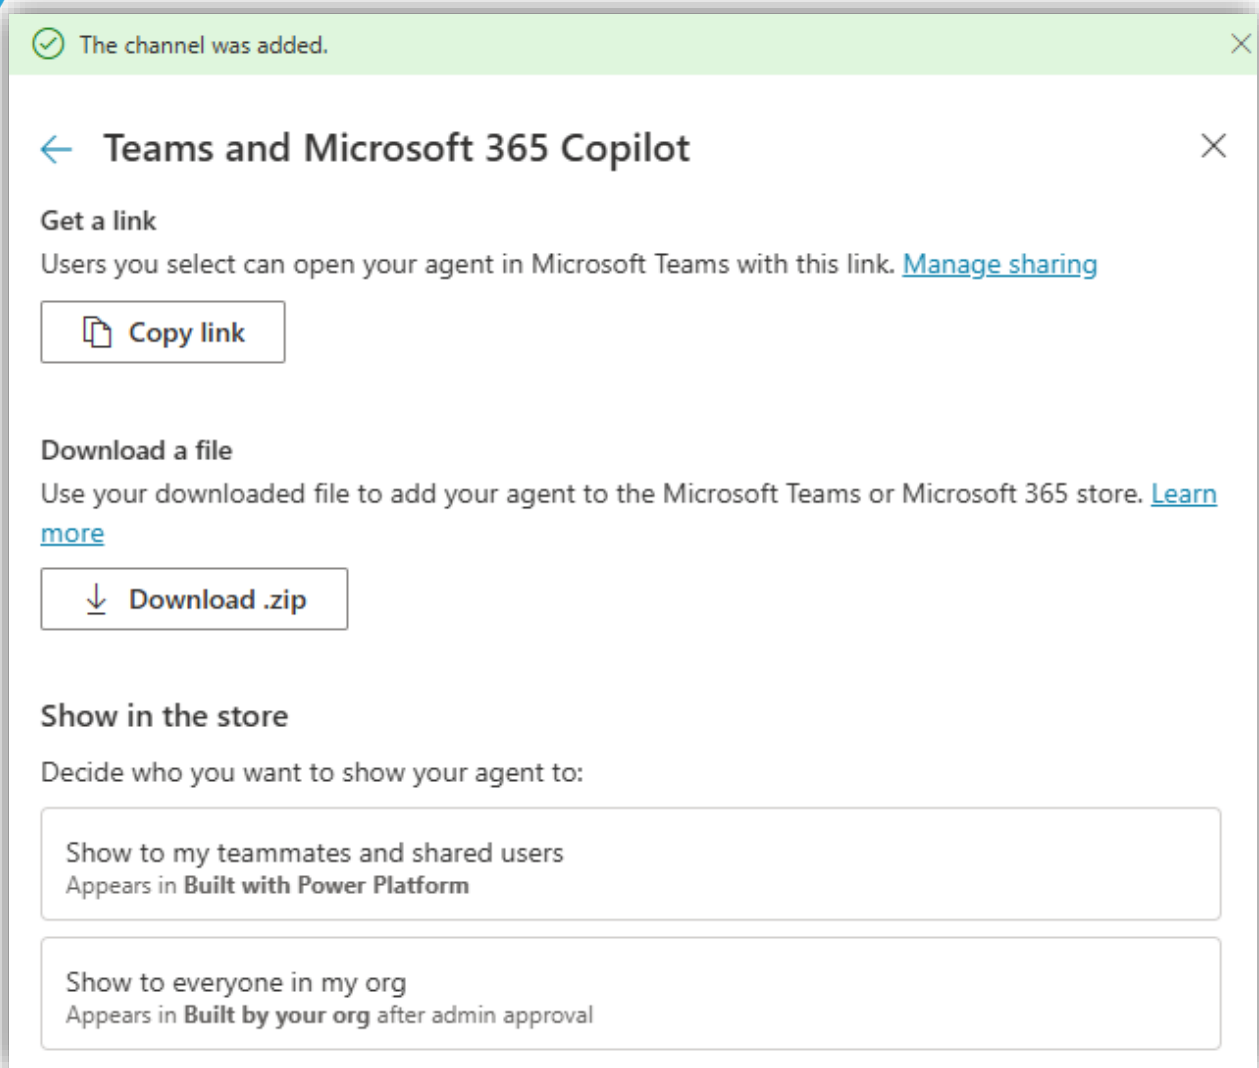 The channel was added.
Teams and Microsoft 365 Copilot
Get a link
Users you select can open your agent in Microsoft Teams with this link. Manage sharing
Copy link
Download a file
Use your downloaded file to add your agent to the Microsoft Teams or Microsoft 365 store. Learn
more
Download .zip
Show in the store
Decide who you want to show your agent to:
Show to my teammates and shared users
Appears in Built with Power Platform
Show to everyone in my org
Appears in Built by your org after admin approval